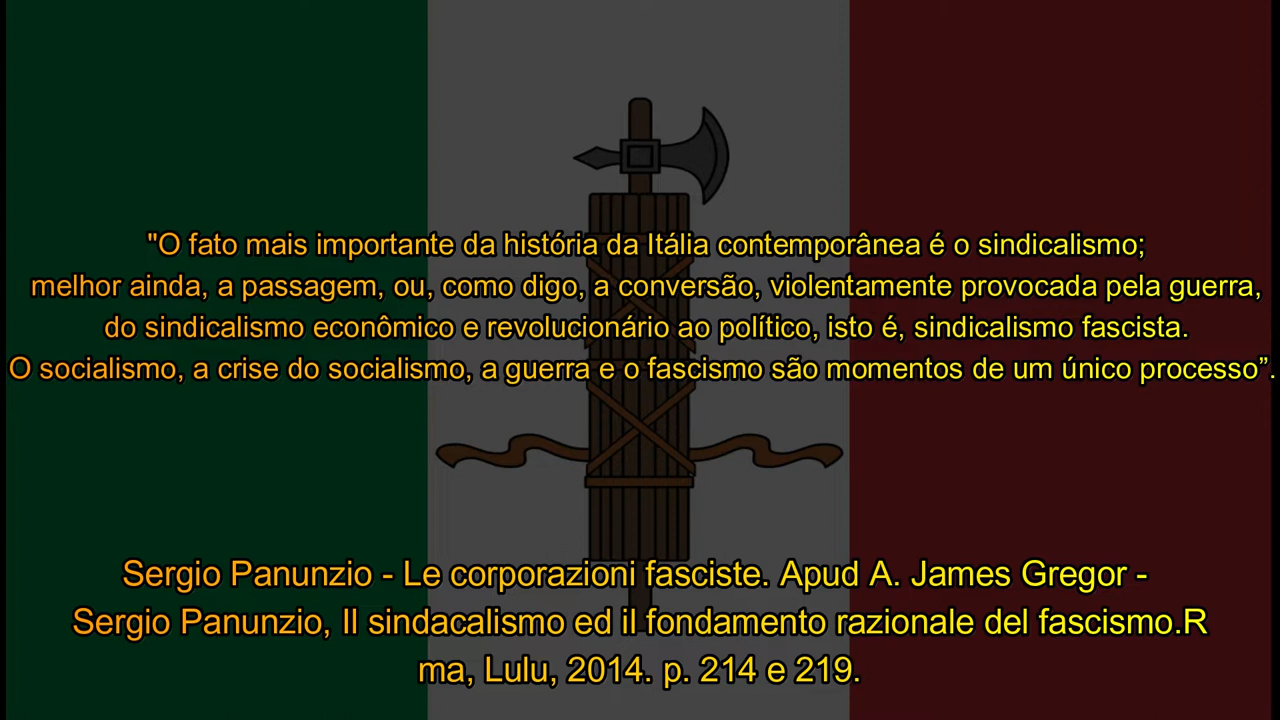 "O fato mais importante da história da Itália contemporânea é o sindicalismo;
melhor ainda, a passagem, ou, como digo, a conversão, violentamente provocada pela guerra,
do sindicalismo econômico e revolucionário ao político, isto é, sindicalismo fascista.
O socialismo, a crise do socialismo, a guerra e o fascismo são momentos de um único processo”.
Sergio Panunzio - Le corporazioni fasciste. Apud A. James Gregor -
Sergio Panunzio, Il sindacalismo ed il fondamento razionale del fascismo.R
ma, Lulu, 2014. p. 214 e 219.